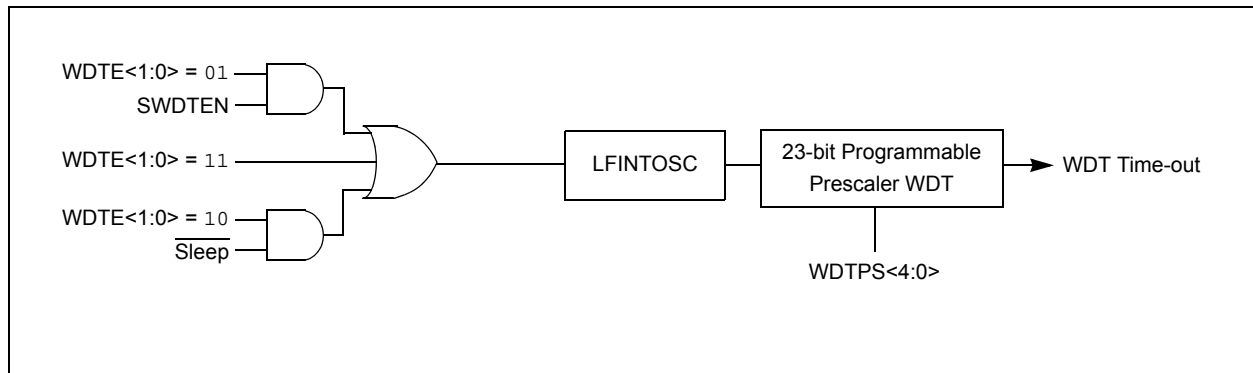 WDTE<1:0> = 01
SWDTEN
WDTE<1:0> = 11
WDTE<1:0> = 10
Sleep
LFINTOSC
23-bit Programmable
Prescaler WDT
WDT Time-out
WDTPS<4:0>